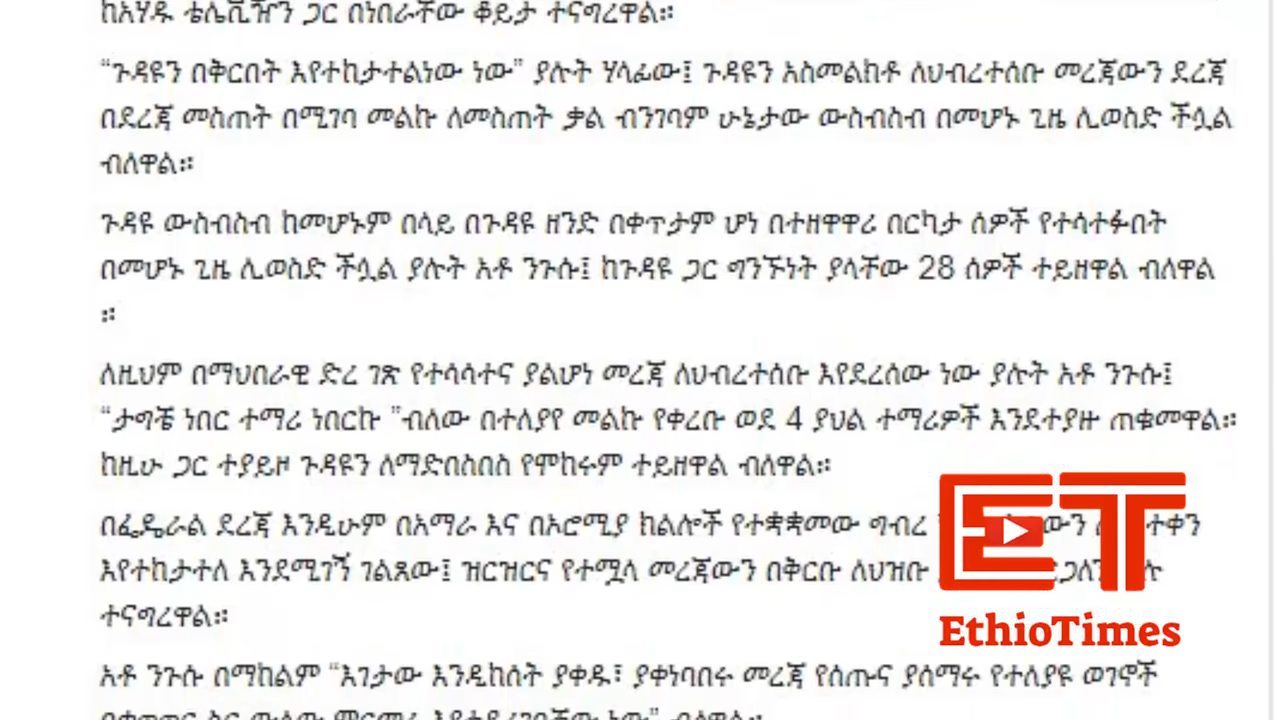 ከአሃዱ ቴሌቪዥን ጋር በነበራቸው ቆይታ ተናግረዋል።
“ጉዳዩን በቅርበት እየተከታተልነው ነው” ያሉት ሃላፊው፤ ጉዳዩን አስመልክቶ ለህብረተሰቡ መረጃውን ደረጃ
በደረጃ መስጠት በሚገባ መልኩ ለመስጠት ቃል ብንገባም ሁኔታው ውስብስብ በመሆኑ ጊዜ ሊወስድ ችሏል
ብለዋል።
ጉዳዩ ውስብስብ ከመሆኑም በላይ በጉዳዩ ዘንድ በቀጥታም ሆነ በተዘዋዋሪ በርካታ ሰዎች የተሳተፉበት
በመሆኑ ጊዜ ሊወስድ ችሏል ያሉት አቶ ንጉሱ፤ ከጉዳዩ ጋር ግንኙነት ያላቸው 28 ሰዎች ተይዘዋል ብለዋል
።
ለዚህም በማህበራዊ ድረ ገጽ የተሳሳተና ያልሆነ መረጃ ለህብረተሰቡ እየደረሰው ነው ያሉት አቶ ንጉሱ፤
“ታግቼ ነበር ተማሪ ነበርኩ ”ብለው በተለያየ መልኩ የቀረቡ ወደ 4 ያህል ተማሪዎች እንደተያዙ ጠቁመዋል።
ከዚሁ ጋር ተያይዞ ጉዳዩን ለማድበስበስ የሞከሩም ተይዘዋል ብለዋል።
በፌዴራል ደረጃ እንዲሁም በአማራ እና በኦሮሚያ ክልሎች የተቋቋመው ግብረ
እየተከታተለ እንደሚገኝ ገልጸው፤ ዝርዝርና የተሟላ መረጃውን በቅርቡ ለህዝቡ
ተናግረዋል።
አቶ ንጉሱ በማከልም “እገታው እንዲከሰት ያቀዱ፣ ያቀነባበሩ መረጃ የሰጡና ያሰማሩ የተለያዩ ወገኖች
ET
EthioTimes